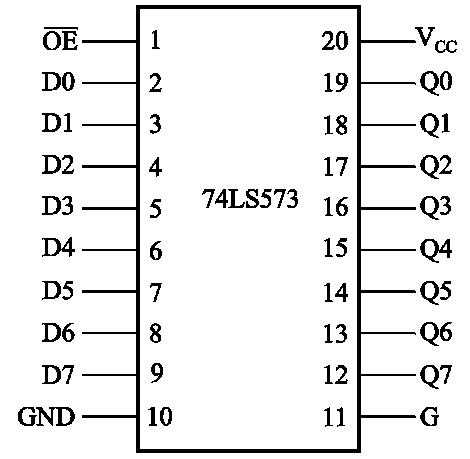 O̅E̅ 1 20 V_CC
D0 2 19 Q0
D1 3 18 Q1
D2 4 17 Q2
74LS573
D3 5 16 Q3
D4 6 15 Q4
D5 7 14 Q5
D6 8 13 Q6
D7 9 12 Q7
GND 10 11 G